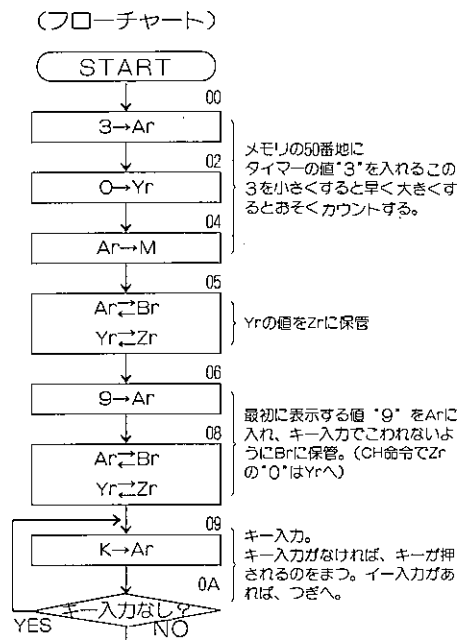 (フローチャート)
START
00
3→Ar
02
0→Yr
04
Ar→M
メモリの50番地に
タイマーの値"3"を入れるこの
3を小さくすると早く大きくす
るとおそくカウントする。
05
Ar⇄Br
Yr⇄Zr
Yrの値をZrに保管
06
9→Ar
08
Ar⇄Br
Yr⇄Zr
最初に表示する値"9"をArに
入れ、キー入力でこわれないよ
うにBrに保管。(CH命令でZr
の"0"はYrへ)
09
K→Ar
0A
キー入力なし?
YES
NO
キー入力。
キー入力がなければ、キーが押
されるのをまつ。イー入力があ
れば、つぎへ。